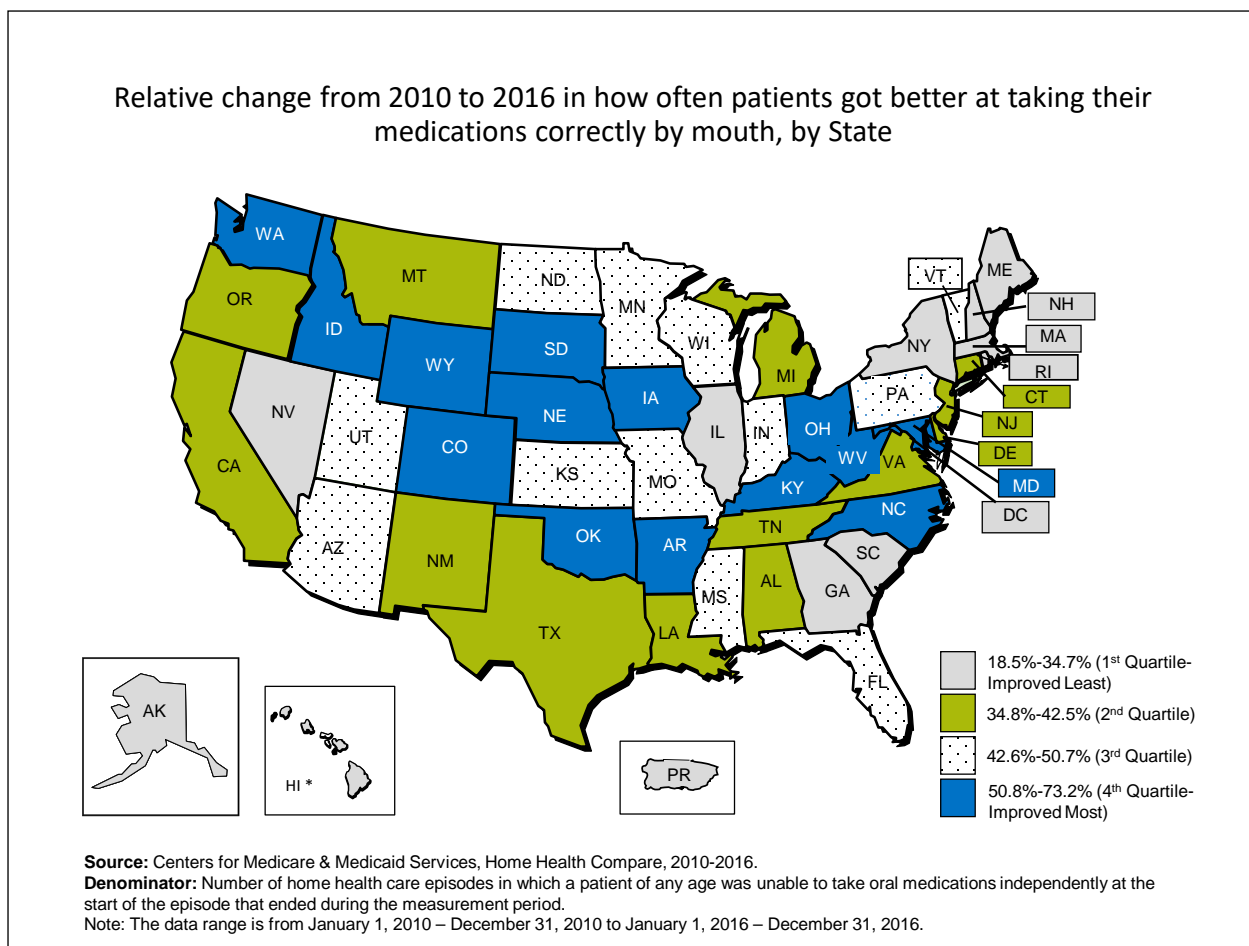 Relative change from 2010 to 2016 in how often patients got better at taking their
medications correctly by mouth, by State
WA
MT
ND
MN
VT
ME
NH
OR
ID
WY
SD
WI
MI
NY
MA
RI
CT
NV
UT
CO
NE
IA
IL
IN
OH
PA
NJ
DE
MD
DC
CA
KS
MO
KY
WV
VA
AZ
NM
OK
AR
TN
NC
SC
TX
LA
MS
AL
GA
FL
AK
HI *
PR
18.5%-34.7% (1st Quartile-
Improved Least)
34.8%-42.5% (2nd Quartile)
42.6%-50.7% (3rd Quartile)
50.8%-73.2% (4th Quartile-
Improved Most)
Source: Centers for Medicare & Medicaid Services, Home Health Compare, 2010-2016.
Denominator: Number of home health care episodes in which a patient of any age was unable to take oral medications independently at the
start of the episode that ended during the measurement period.
Note: The data range is from January 1, 2010 – December 31, 2010 to January 1, 2016 – December 31, 2016.